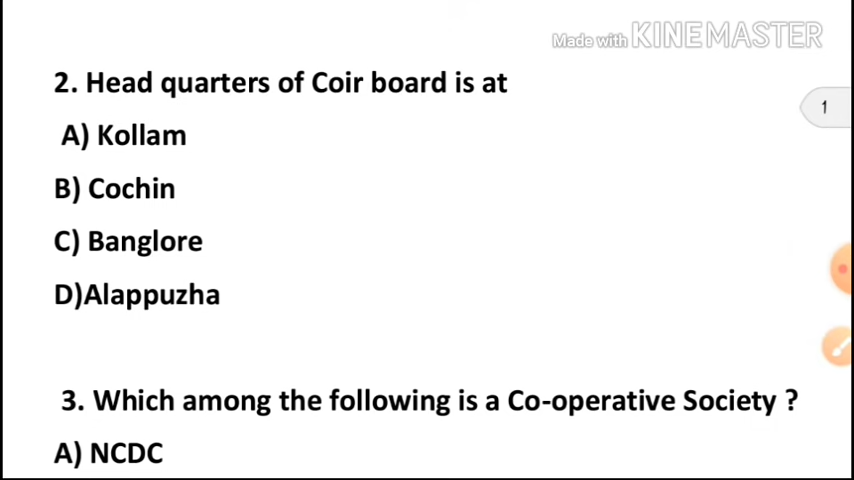 Made with KINEMASTER
2. Head quarters of Coir board is at
1
A) Kollam
B) Cochin
C) Banglore
D)Alappuzha
3. Which among the following is a Co-operative Society ?
A) NCDC